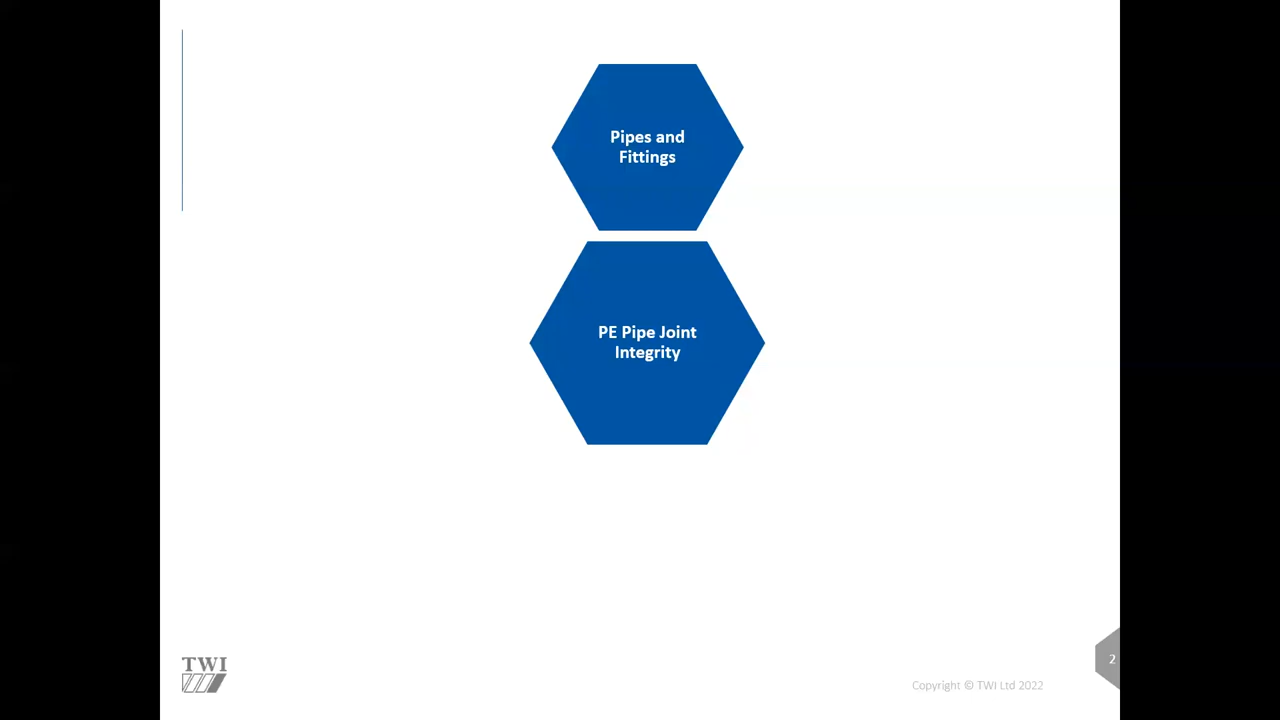 Pipes and
Fittings
PE Pipe Joint
Integrity
TWI
2
Copyright © TWI Ltd 2022